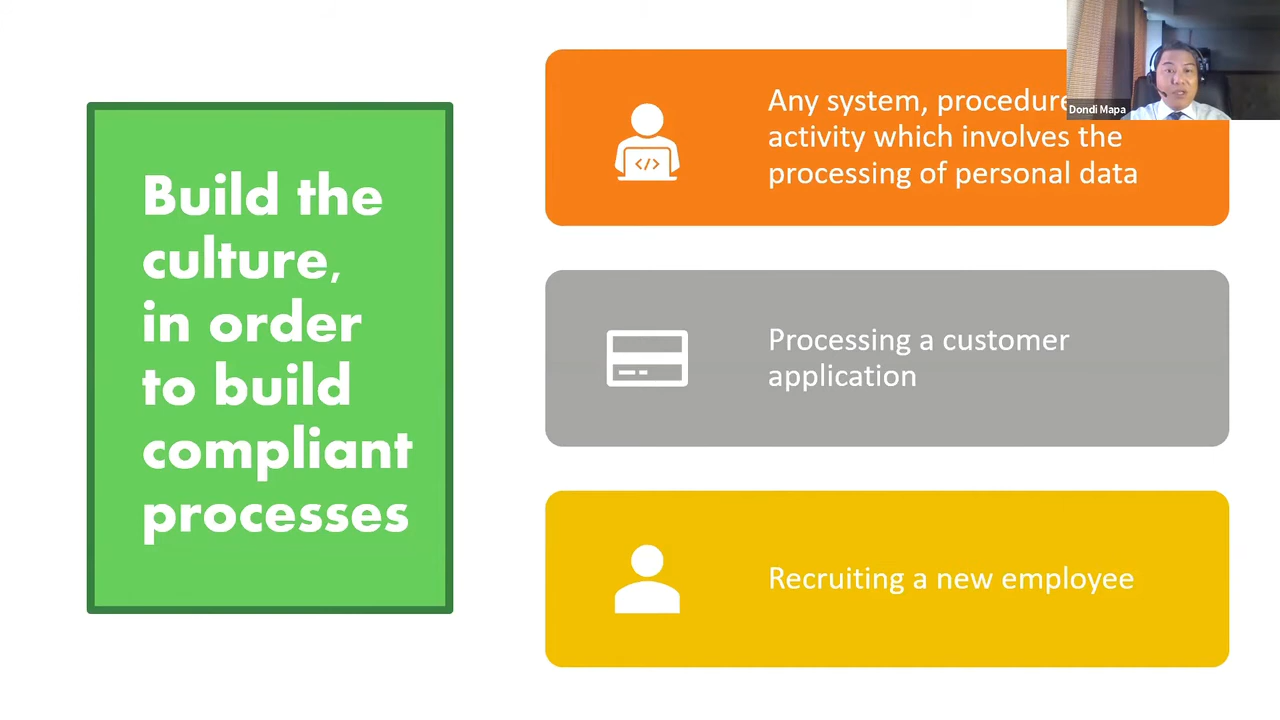 Build the
culture,
in order
to build
compliant
processes
Any system, procedure
activity which involves the
processing of personal data
Processing a customer
application
Recruiting a new employee
Dondi Mapa